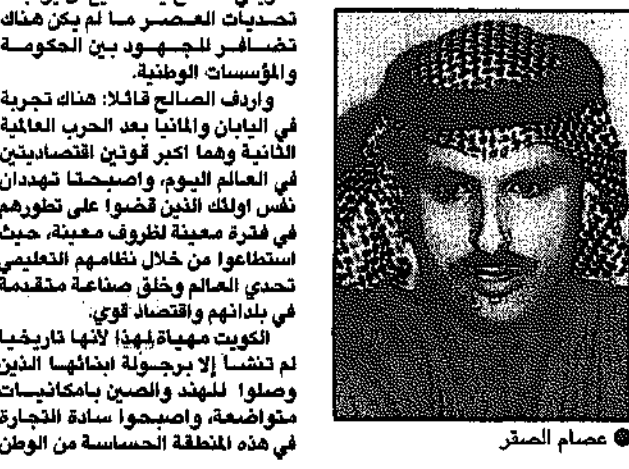 تحديات العصر ما لم يكن هناك
تضافر للجهود بين الحكومة
والمؤسسات الوطنية.
واردف الصالح قائلا: هناك تجربة
في اليابان والمانيا بعد الحرب العالمية
الثانية وهما اكبر قوتين اقتصاديتين
في العالم اليوم، واصبحتا تهددان
نفس اولئك الذين قضوا على تطورهم
في فترة معينة لظروف معينة، حيث
استطاعوا من خلال نظامهم التعليمي
تحدي العالم وخلق صناعة متقدمة
في بلدانهم واقتصاد قوي.
الكويت مهياة لهذا لأنها تاريخيا
لم تنشأ إلا برجولة ابنائها الذين
وصلوا للهند والصين بامكانيات
متواضعة، واصبحوا سادة التجارة
في هذه المنطقة الحساسة من الوطن
عصام الصقر